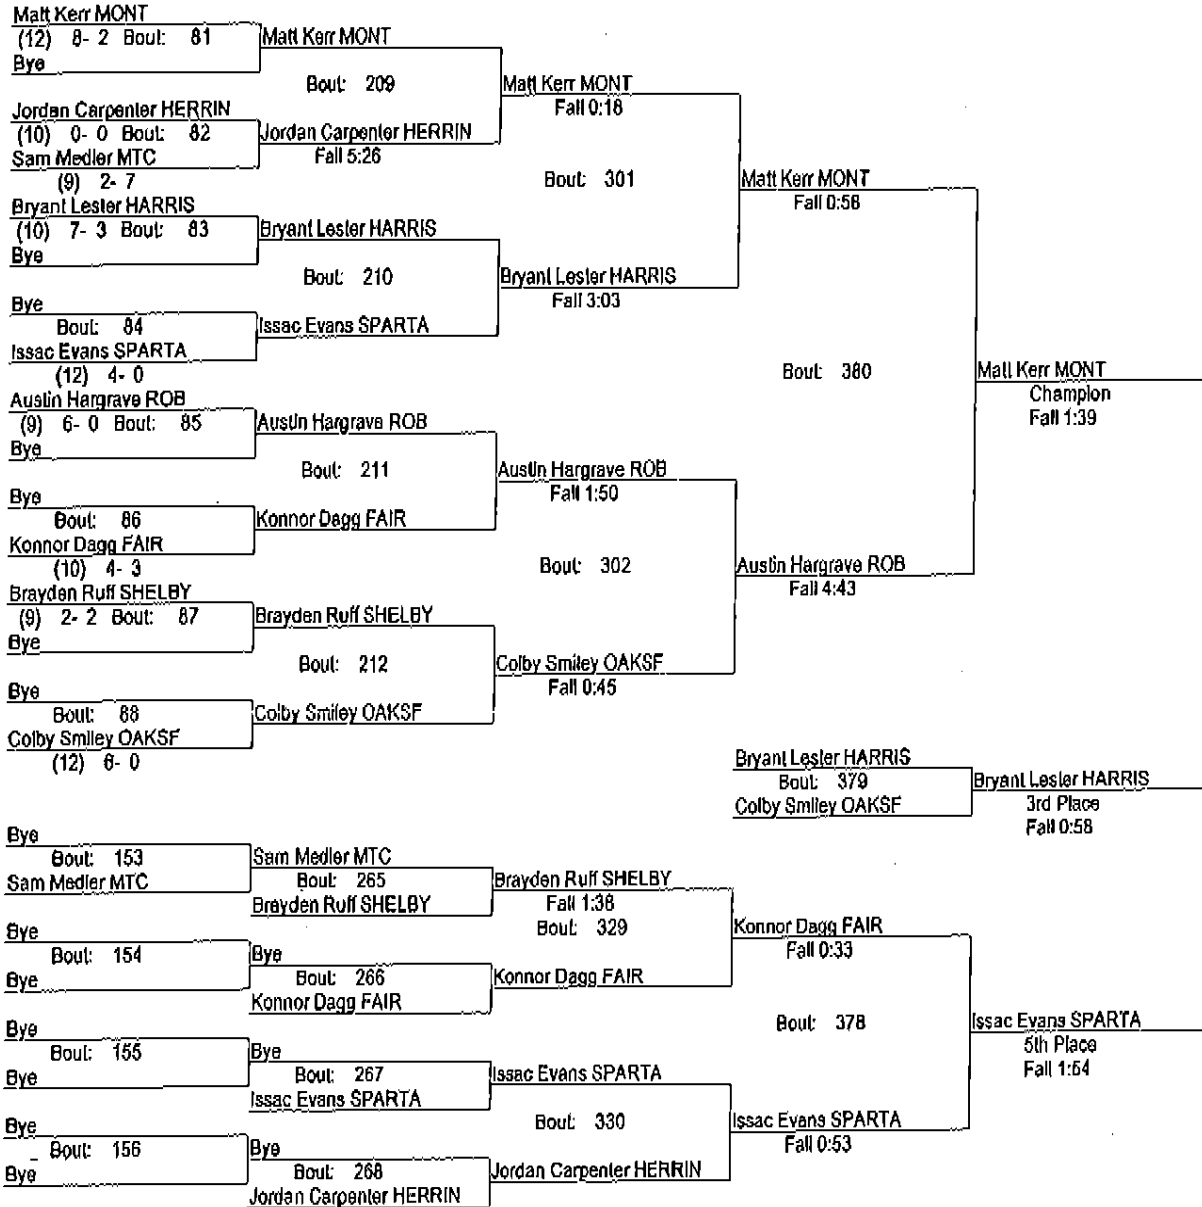 Matt Kerr MONT
(12) 8- 2 Bout: 81
Bye
Matt Kerr MONT
Bout: 209
Jordan Carpenter HERRIN
(10) 0- 0 Bout: 82
Sam Medler MTC
(9) 2- 7
Jordan Carpenter HERRIN
Fall 5:26
Matt Kerr MONT
Fall 0:18
Bout: 301
Bryant Lester HARRIS
(10) 7- 3 Bout: 83
Bye
Bryant Lester HARRIS
Bout: 210
Bye
Bout: 84
Issac Evans SPARTA
(12) 4- 0
Issac Evans SPARTA
Bryant Lester HARRIS
Fall 3:03
Matt Kerr MONT
Fall 0:58
Bout: 380
Austin Hargrave ROB
(9) 6- 0 Bout: 85
Bye
Austin Hargrave ROB
Bout: 211
Bye
Bout: 86
Konnor Dagg FAIR
(10) 4- 3
Konnor Dagg FAIR
Austin Hargrave ROB
Fall 1:50
Bout: 302
Brayden Ruff SHELBY
(9) 2- 2 Bout: 87
Bye
Brayden Ruff SHELBY
Bout: 212
Bye
Bout: 88
Colby Smiley OAKSF
(12) 6- 0
Colby Smiley OAKSF
Colby Smiley OAKSF
Fall 0:45
Austin Hargrave ROB
Fall 4:43
Matt Kerr MONT
Champion
Fall 1:39
Bryant Lester HARRIS
Bout: 379
Colby Smiley OAKSF
Bryant Lester HARRIS
3rd Place
Fall 0:58
Bye
Bout: 153
Sam Medler MTC
Sam Medler MTC
Bout: 265
Brayden Ruff SHELBY
Brayden Ruff SHELBY
Fall 1:38
Bout: 329
Bye
Bout: 154
Bye
Bye
Bout: 266
Konnor Dagg FAIR
Konnor Dagg FAIR
Konnor Dagg FAIR
Fall 0:33
Bout: 378
Bye
Bout: 155
Bye
Bye
Bout: 267
Issac Evans SPARTA
Issac Evans SPARTA
Bout: 330
Bye
Bout: 156
Bye
Bye
Bout: 268
Jordan Carpenter HERRIN
Jordan Carpenter HERRIN
Issac Evans SPARTA
Fall 0:53
Issac Evans SPARTA
5th Place
Fall 1:54